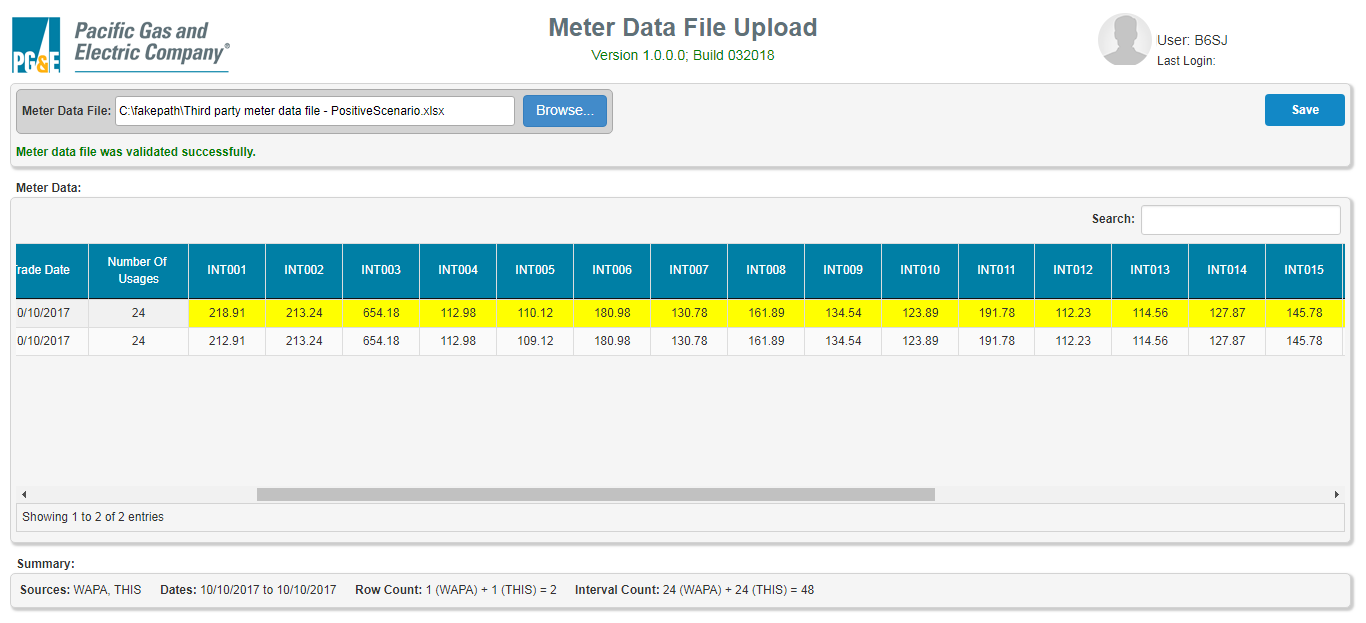 PG&E
Pacific Gas and
Electric Company®
Meter Data File Upload
Version 1.0.0.0; Build 032018
User: B6SJ
Last Login:
Meter Data File: C:\fakepath\Third party meter data file - PositiveScenario.xlsx Browse... Save
Meter data file was validated successfully.
Meter Data:
Search:
rade Date Number Of Usages INT001 INT002 INT003 INT004 INT005 INT006 INT007 INT008 INT009 INT010 INT011 INT012 INT013 INT014 INT015
0/10/2017 24 218.91 213.24 654.18 112.98 110.12 180.98 130.78 161.89 134.54 123.89 191.78 112.23 114.56 127.87 145.78
0/10/2017 24 212.91 213.24 654.18 112.98 109.12 180.98 130.78 161.89 134.54 123.89 191.78 112.23 114.56 127.87 145.78
Showing 1 to 2 of 2 entries
Summary:
Sources: WAPA, THIS Dates: 10/10/2017 to 10/10/2017 Row Count: 1 (WAPA) + 1 (THIS) = 2 Interval Count: 24 (WAPA) + 24 (THIS) = 48